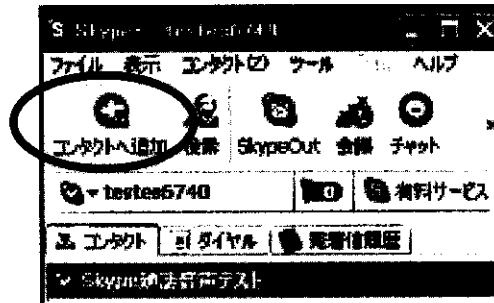 Skype
ファイル 表示 コンタクト(Z) ツール ヘルプ
コンタクトへ追加 検索 SkypeOut 会議 チャット
testes6740 有料サービス
コンタクト ダイヤル 発着信履歴
Skype通話音声テスト